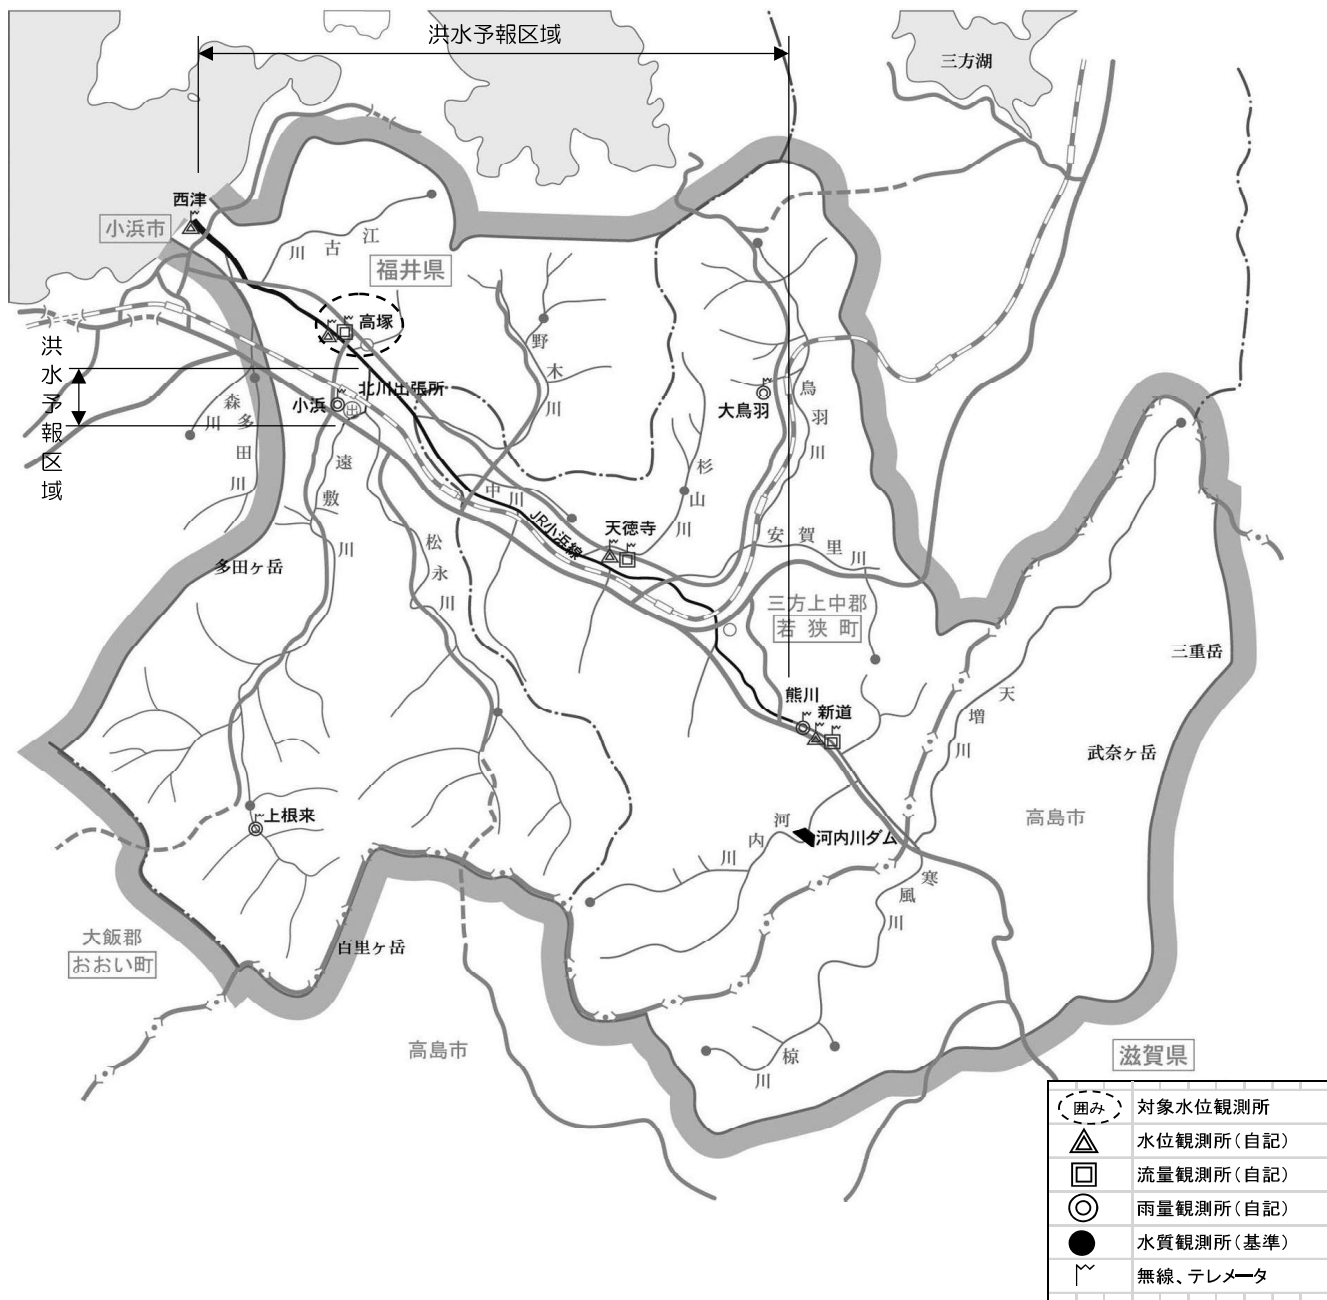 洪水予報区域
三方湖
西津
小浜市
江古川
福井県
高塚
洪水予報区域
野木川
北川出張所
小浜
出
大鳥羽
鳥羽川
森
川
多田川
遠敷川
杉山川
中川
JR小浜線
天徳寺
安賀里川
松永川
多田ヶ岳
三方上中郡
若狭町
三重岳
熊川
新道
天増川
武奈ヶ岳
上根来
高島市
河内川
河内川ダム
寒風川
大飯郡
おおい町
百里ヶ岳
高島市
椋川
滋賀県
囲み 対象水位観測所
水位観測所(自記)
流量観測所(自記)
雨量観測所(自記)
水質観測所(基準)
無線、テレメータ